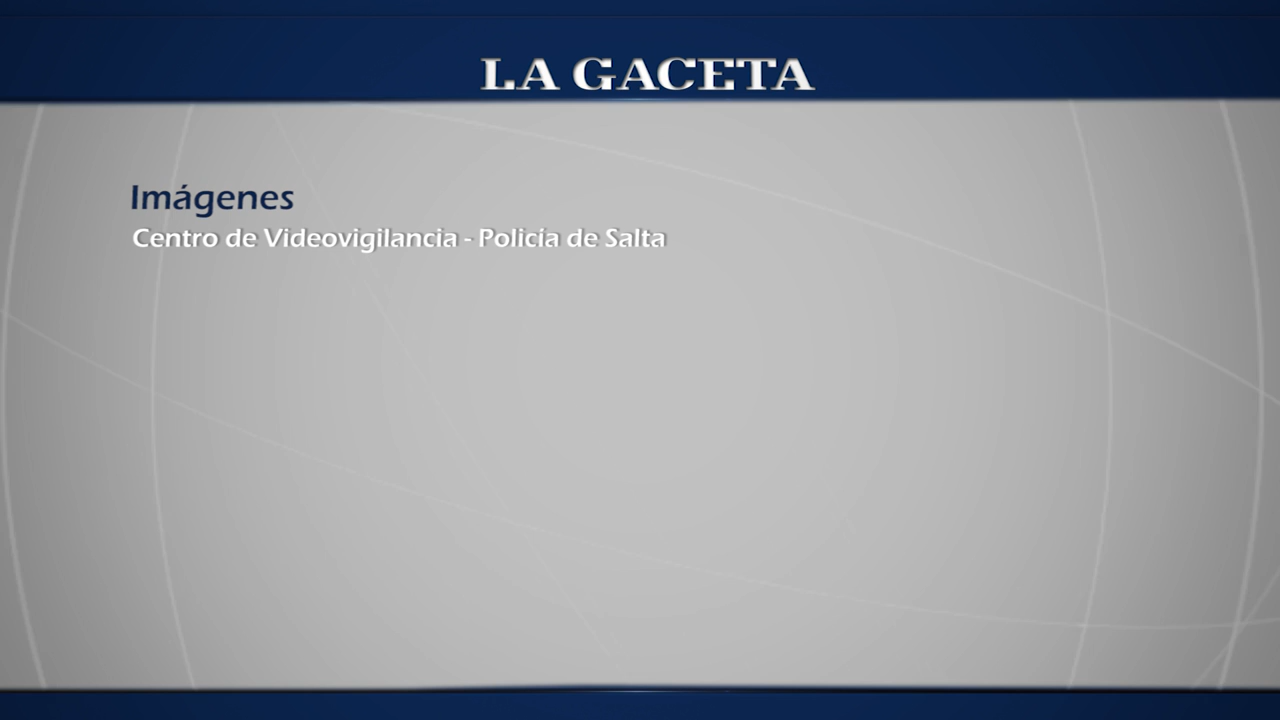 LA GACETA
Imágenes
Centro de Videovigilancia - Policía de Salta